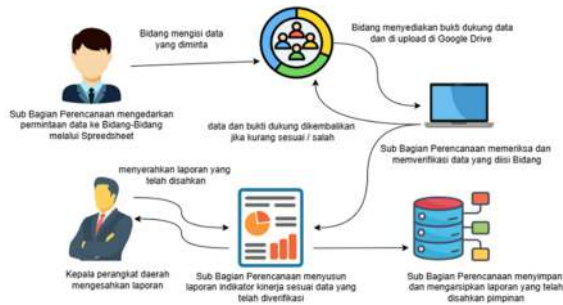 Bidang mengisi data
yang diminta
Bidang menyediakan bukti dukung data
dan di upload di Google Drive
Sub Bagian Perencanaan mengedarkan
permintaan data ke Bidang-Bidang
melalui Spreedsheet
data dan bukti dukung dikembalikan
jika kurang sesuai / salah
Sub Bagian Perencanaan memeriksa dan
memverifikasi data yang diisi Bidang
menyerahkan laporan yang
telah disahkan
Kepala perangkat daerah
mengesahkan laporan
Sub Bagian Perencanaan menyusun
laporan indikator kinerja sesuai data yang
telah diverifikasi
Sub Bagian Perencanaan menyimpan
dan mengarsipkan laporan yang telah
disahkan pimpinan